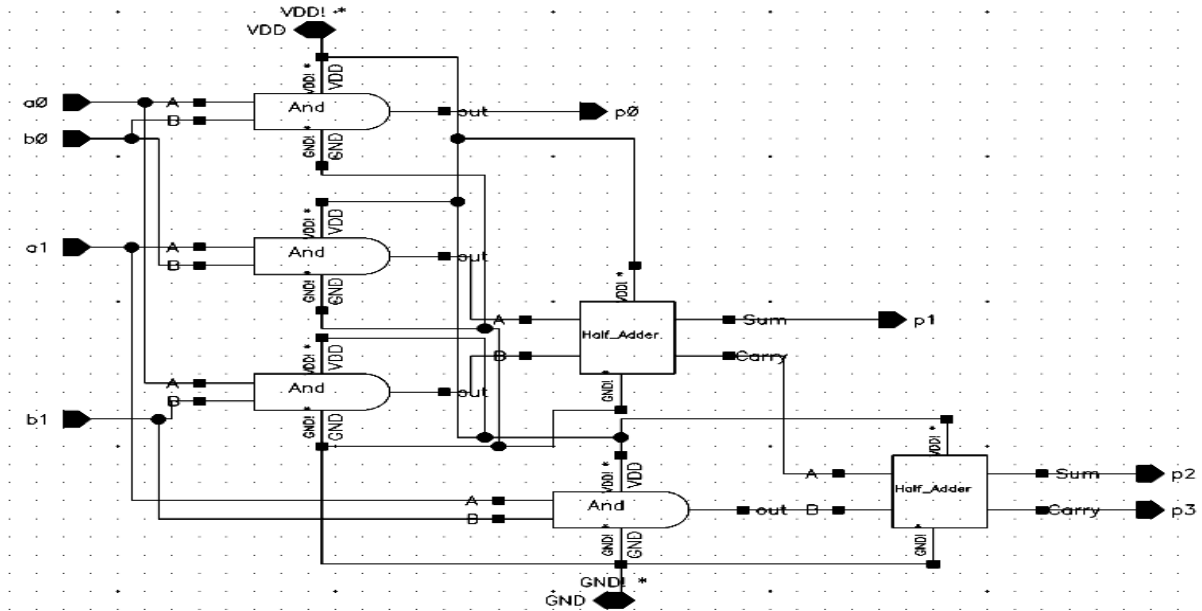 VDD! *
VDD
VDD! *
VDD
a0
A
And
out
p0
b0
B
GND! *
GND
VDD! *
VDD
a1
A
And
out
B
GND! *
GND
VDD! *
A
Half_Adder
Sum
p1
VDD! *
VDD
B
Carry
A
And
out
B
GND! *
b1
GND! *
GND
VDD! *
VDD! *
VDD
A
Sum
p2
Half_Adder
A
And
out
B
Carry
p3
B
GND! *
GND
GND! *
GND! *
GND